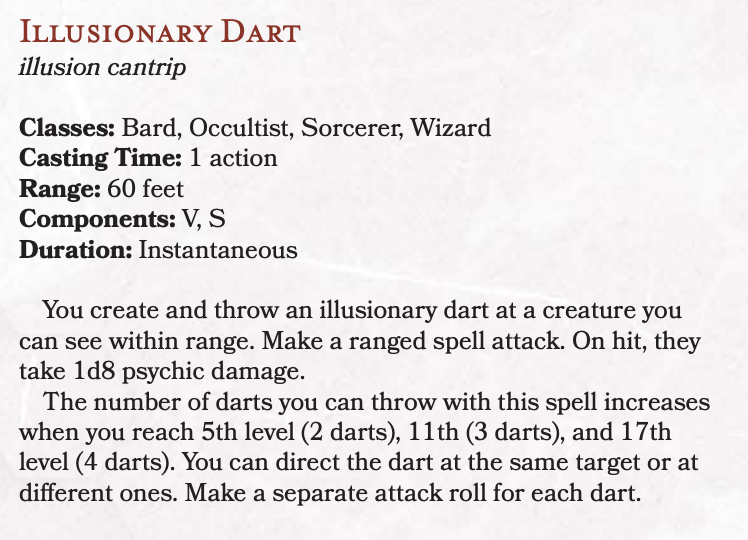 Illusionary Dart
illusion cantrip
Classes: Bard, Occultist, Sorcerer, Wizard
Casting Time: 1 action
Range: 60 feet
Components: V, S
Duration: Instantaneous
You create and throw an illusionary dart at a creature you
can see within range. Make a ranged spell attack. On hit, they
take 1d8 psychic damage.
The number of darts you can throw with this spell increases
when you reach 5th level (2 darts), 11th (3 darts), and 17th
level (4 darts). You can direct the dart at the same target or at
different ones. Make a separate attack roll for each dart.